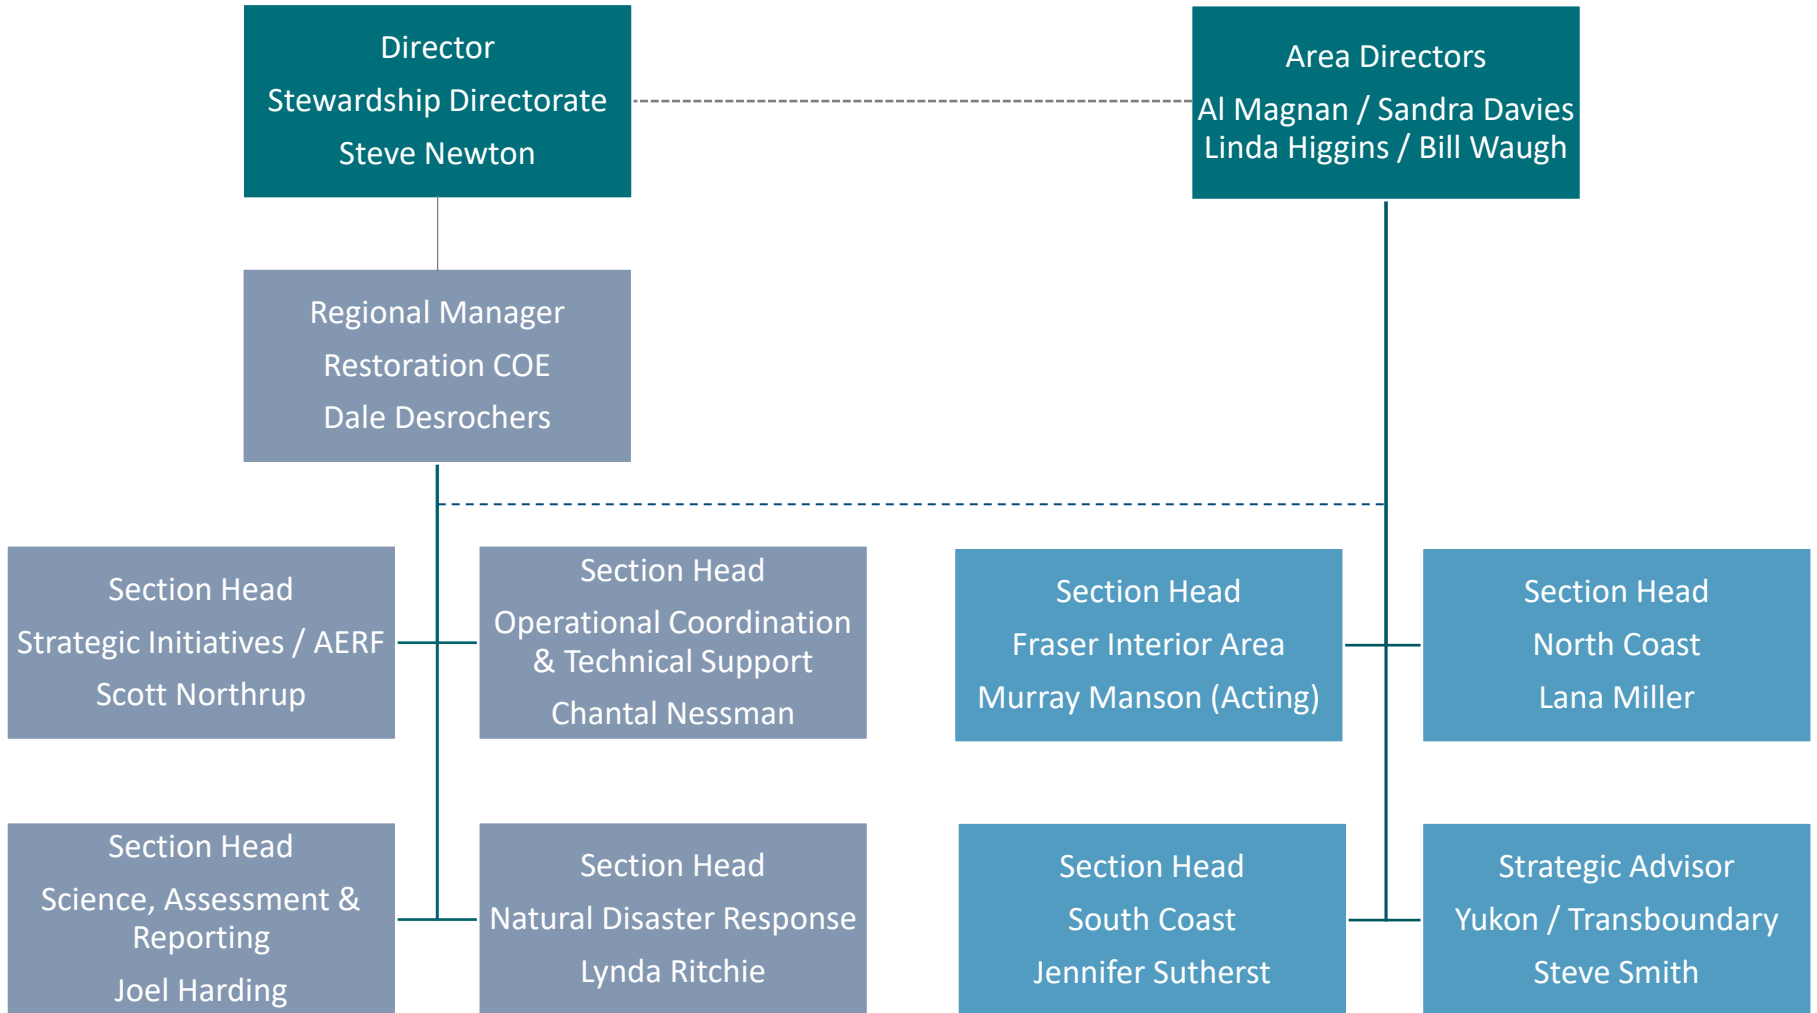 Director
Stewardship Directorate
Steve Newton
Area Directors
Al Magnan / Sandra Davies
Linda Higgins / Bill Waugh
Regional Manager
Restoration COE
Dale Desrochers
Section Head
Strategic Initiatives / AERF
Scott Northrup
Section Head
Operational Coordination
& Technical Support
Chantal Nessman
Section Head
Fraser Interior Area
Murray Manson (Acting)
Section Head
North Coast
Lana Miller
Section Head
Science, Assessment &
Reporting
Joel Harding
Section Head
Natural Disaster Response
Lynda Ritchie
Section Head
South Coast
Jennifer Sutherst
Strategic Advisor
Yukon / Transboundary
Steve Smith